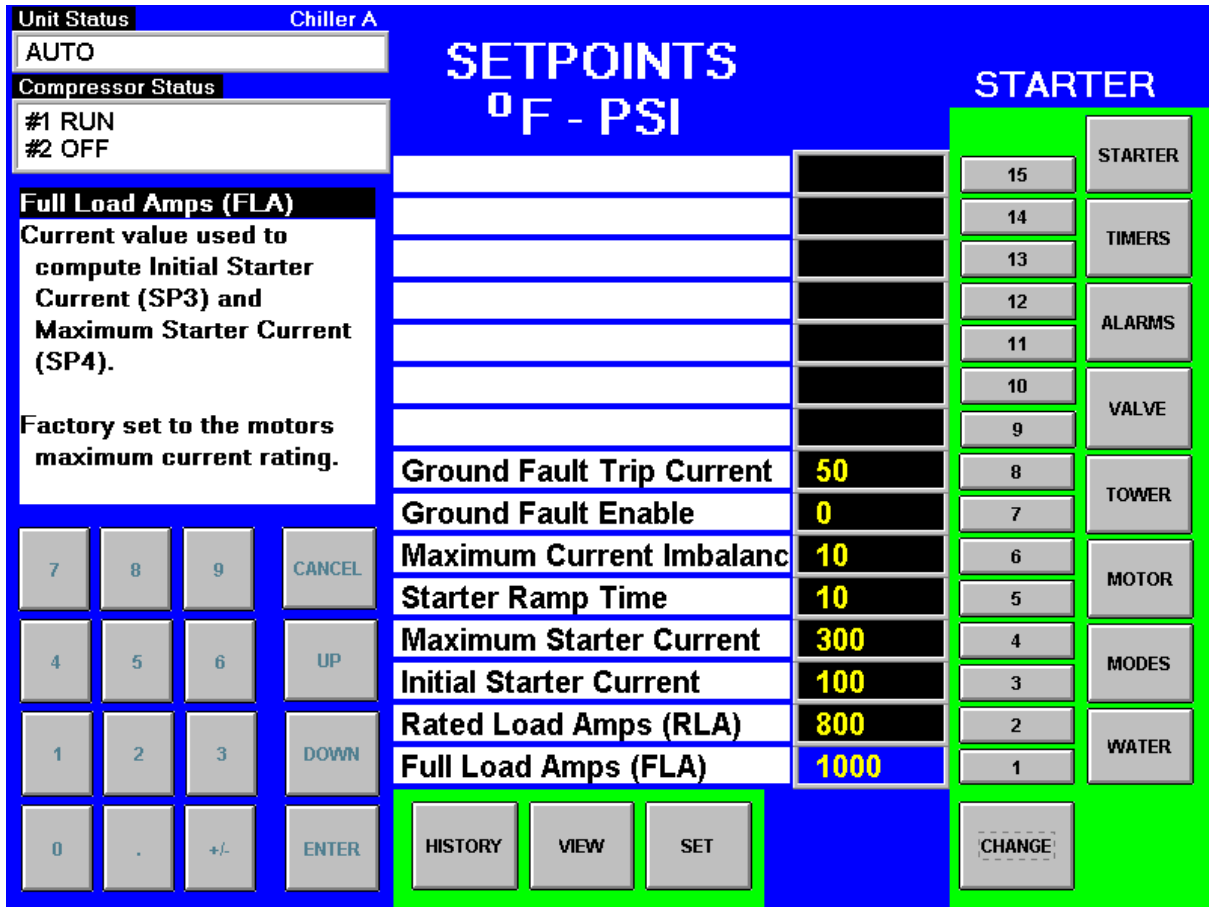 Unit Status Chiller A
AUTO
Compressor Status
#1 RUN
#2 OFF
Full Load Amps (FLA)
Current value used to
compute Initial Starter
Current (SP3) and
Maximum Starter Current
(SP4).
Factory set to the motors
maximum current rating.
7 8 9 CANCEL
4 5 6 UP
1 2 3 DOWN
0 . +/- ENTER
SETPOINTS
⁰F - PSI
Ground Fault Trip Current 50
Ground Fault Enable 0
Maximum Current Imbalanc 10
Starter Ramp Time 10
Maximum Starter Current 300
Initial Starter Current 100
Rated Load Amps (RLA) 800
Full Load Amps (FLA) 1000
HISTORY VIEW SET
STARTER
15
14
13
12
11
10
9
8
7
6
5
4
3
2
1
STARTER
TIMERS
ALARMS
VALVE
TOWER
MOTOR
MODES
WATER
CHANGE